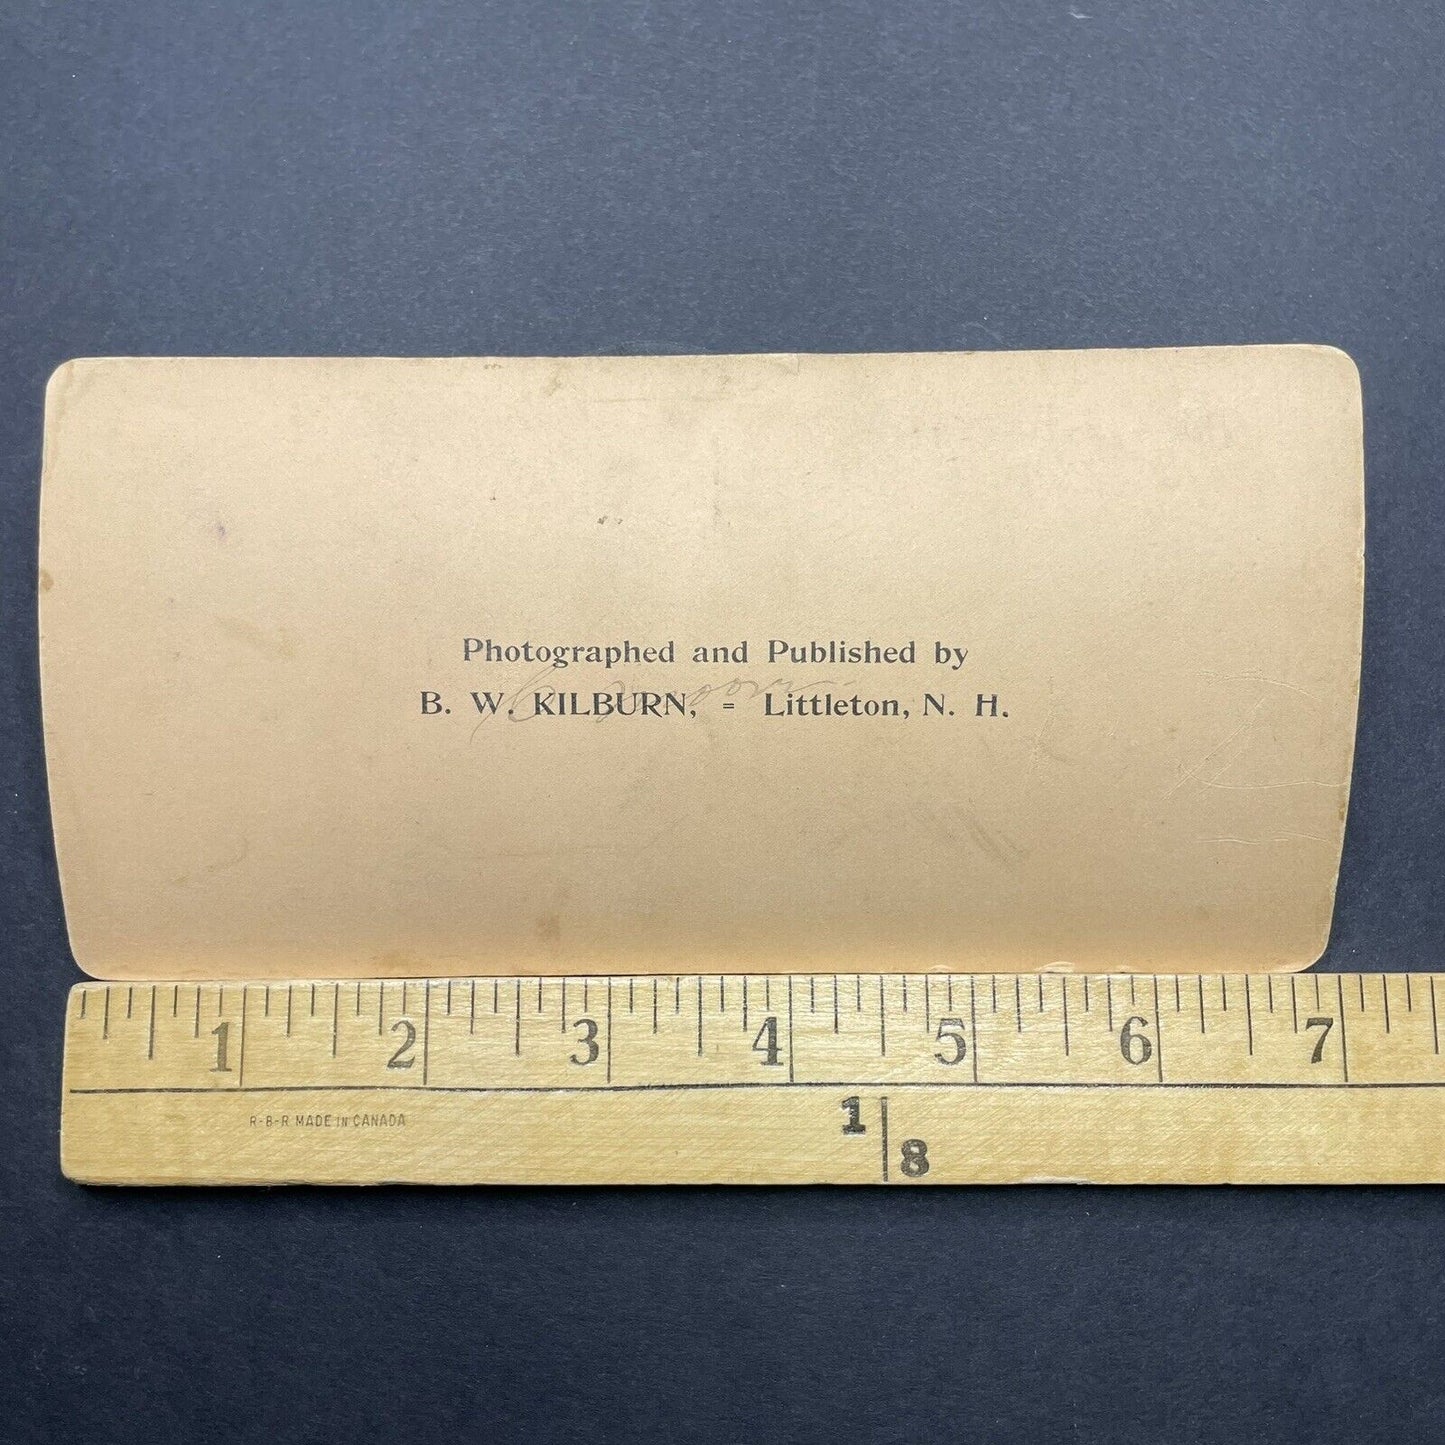 Photographed and Published by
B. W. KILBURN, = Littleton, N. H.
1 2 3 4 5 6 7
R-B-R MADE IN CANADA
1 8